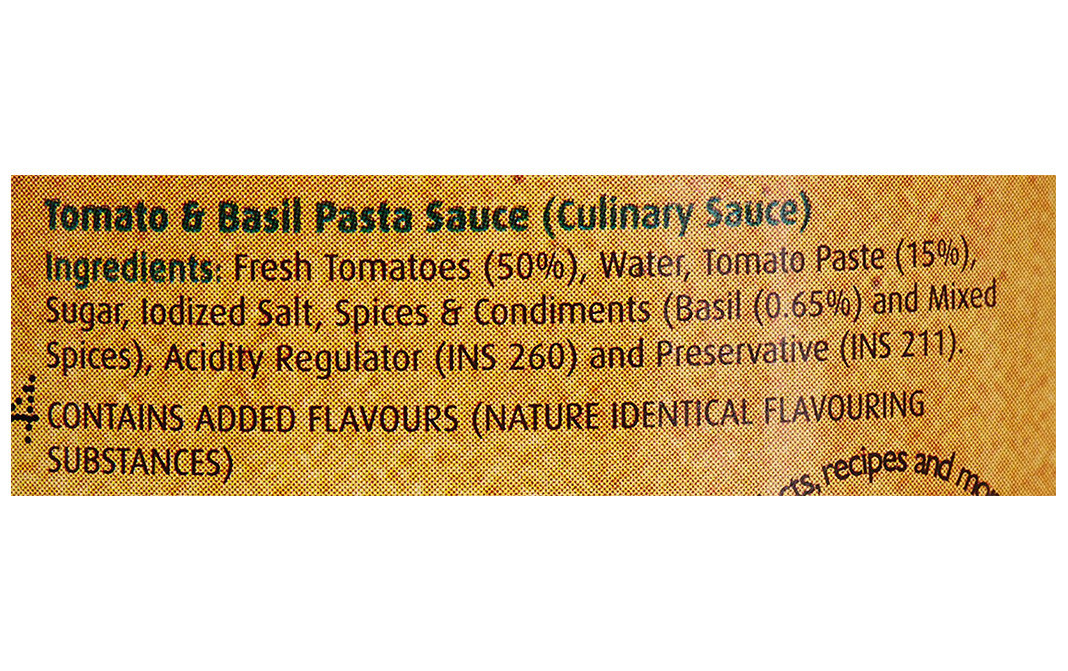 Tomato & Basil Pasta Sauce (Culinary Sauce)
Ingredients: Fresh Tomatoes (50%), Water, Tomato Paste (15%),
Sugar, Iodized Salt, Spices & Condiments (Basil (0.65%) and Mixed
Spices), Acidity Regulator (INS 260) and Preservative (INS 211).
CONTAINS ADDED FLAVOURS (NATURE IDENTICAL FLAVOURING
SUBSTANCES)
recipes and